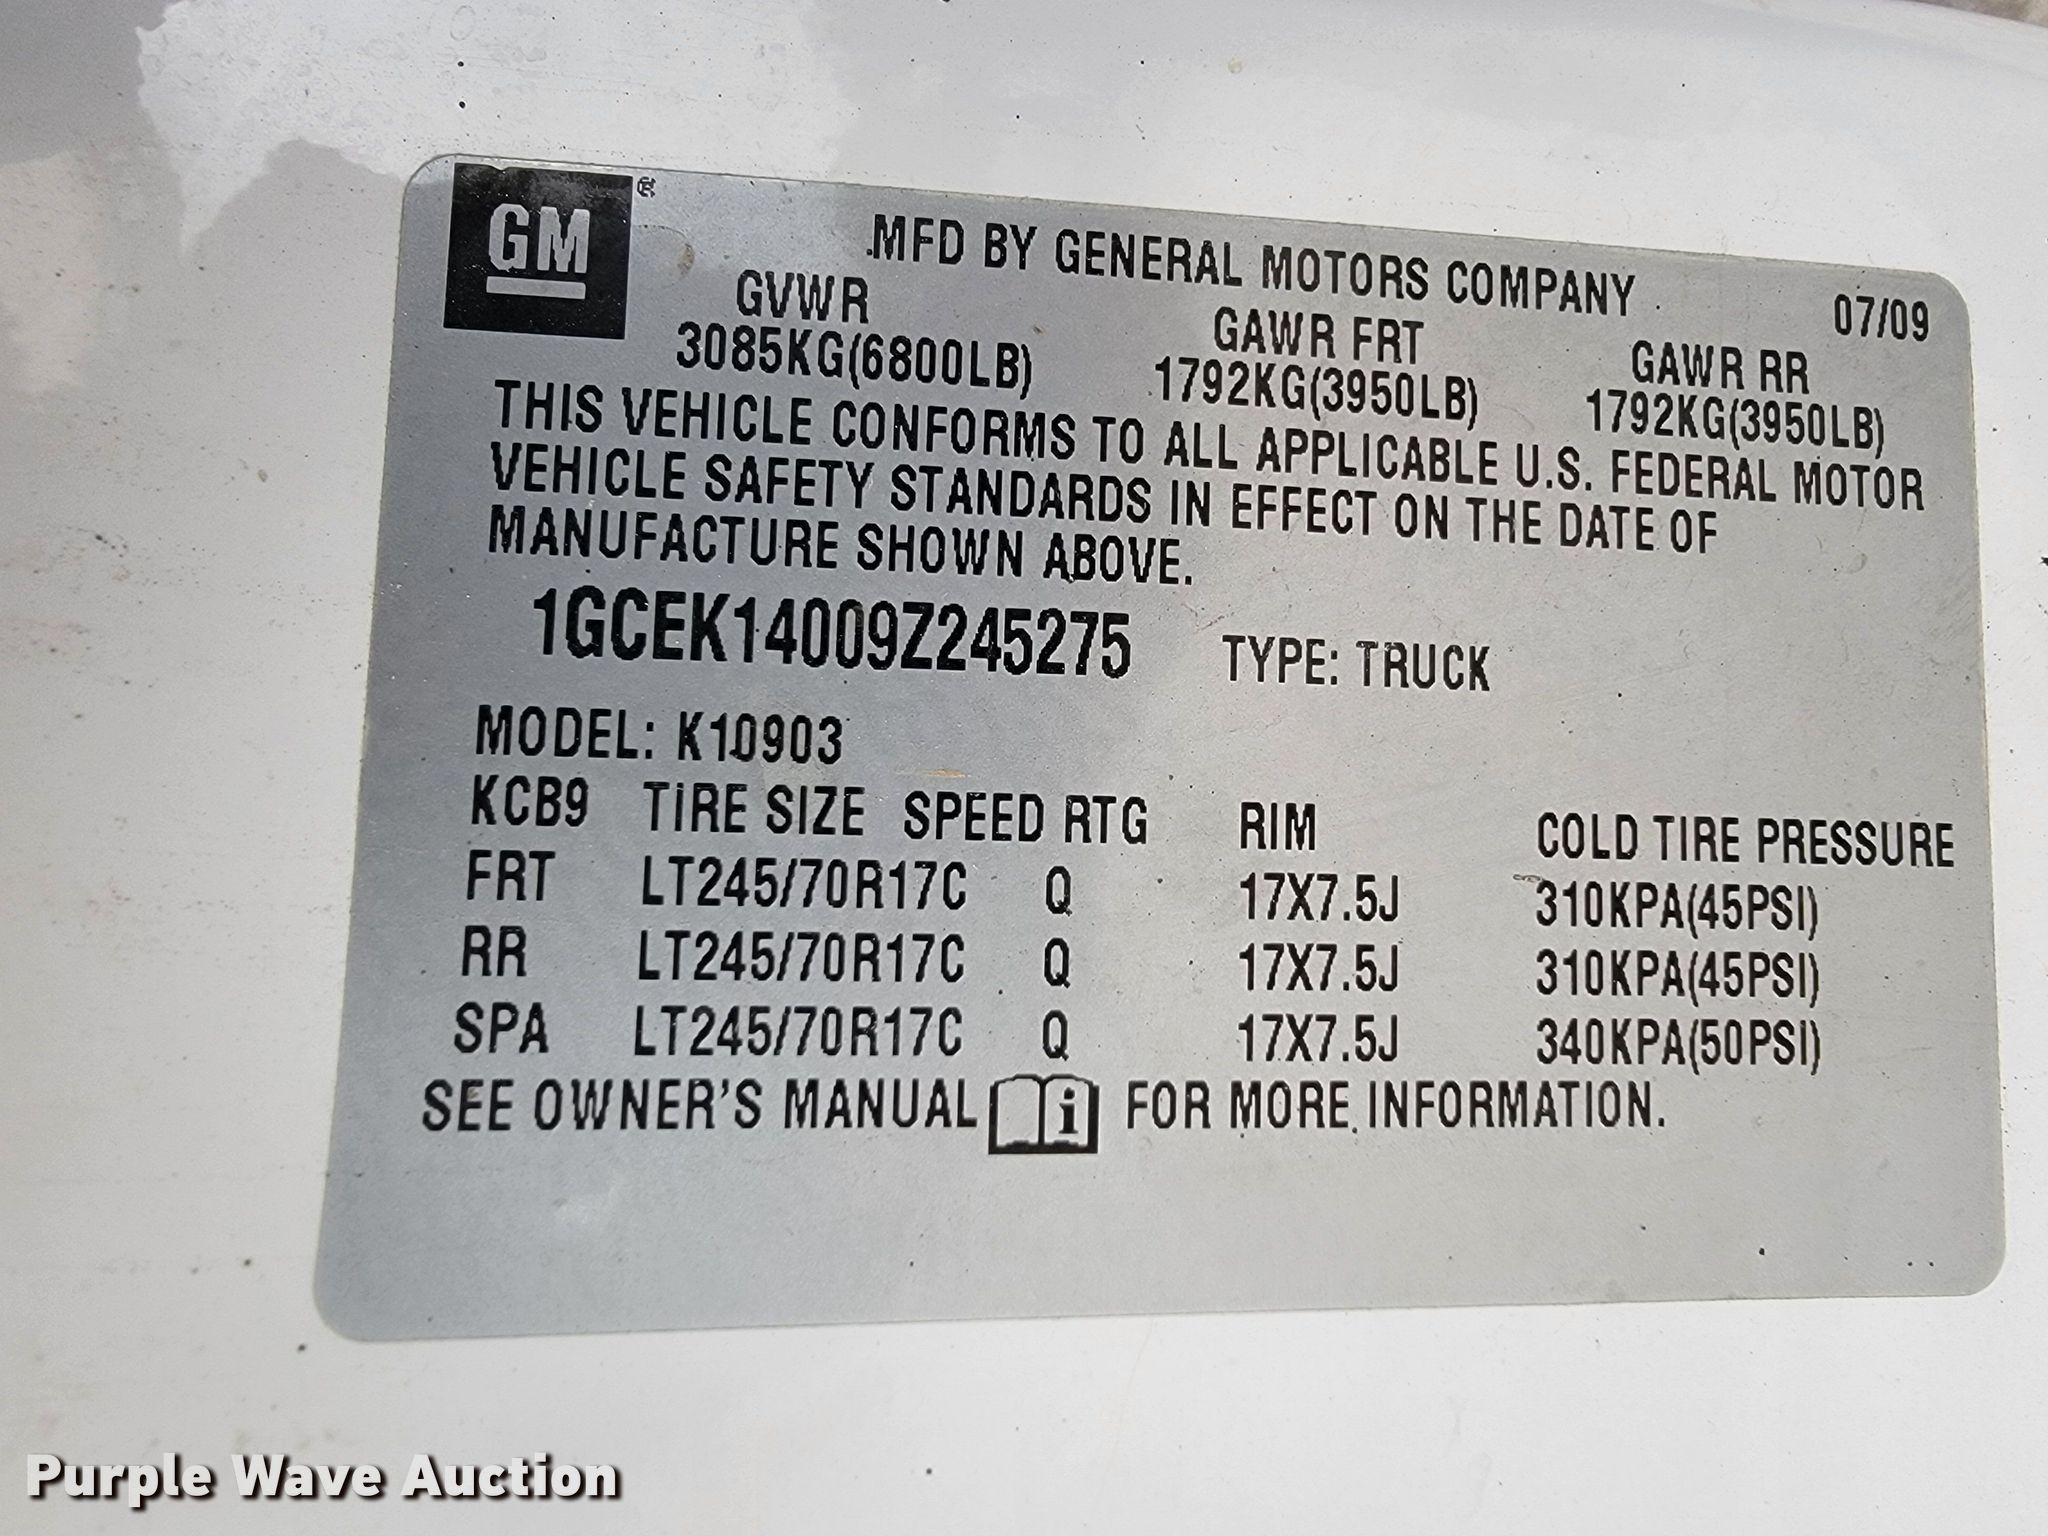 GM
MFD BY GENERAL MOTORS COMPANY 07/09
GVWR GAWR FRT GAWR RR
3085KG(6800LB) 1792KG(3950LB) 1792KG(3950LB)
THIS VEHICLE CONFORMS TO ALL APPLICABLE U.S. FEDERAL MOTOR
VEHICLE SAFETY STANDARDS IN EFFECT ON THE DATE OF
MANUFACTURE SHOWN ABOVE.
1GCEK14009Z245275 TYPE: TRUCK
MODEL: K10903
KCB9 TIRE SIZE SPEED RTG RIM COLD TIRE PRESSURE
FRT LT245/70R17C Q 17X7.5J 310KPA(45PSI)
RR LT245/70R17C Q 17X7.5J 310KPA(45PSI)
SPA LT245/70R17C Q 17X7.5J 340KPA(50PSI)
SEE OWNER'S MANUAL i FOR MORE INFORMATION.
Purple Wave Auction